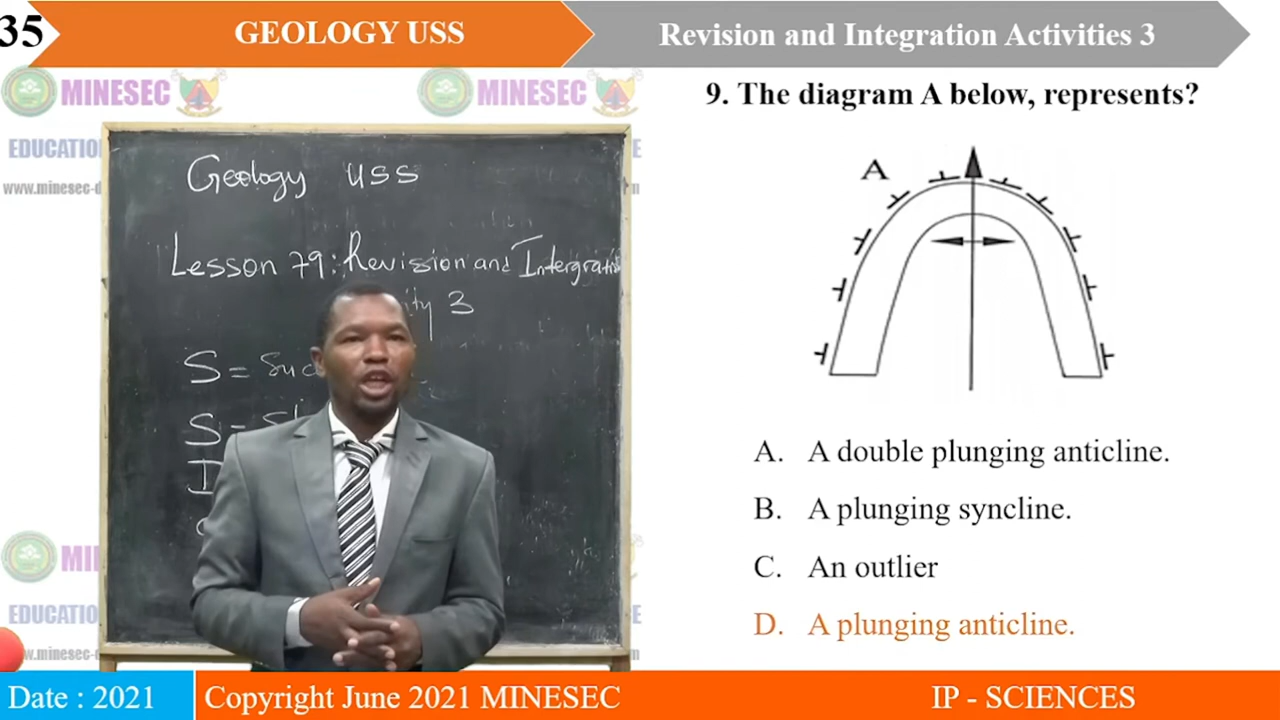 35
GEOLOGY USS
Revision and Integration Activities 3
MINESEC
MINESEC
EDUCATIO
www.minesec-d
Geology USS
Lesson 79: Revision and Intergrati
ity 3
S = Suc
S =
9. The diagram A below, represents?
A
A. A double plunging anticline.
B. A plunging syncline.
C. An outlier
D. A plunging anticline.
MI
EDUCATIO
w.minesec-
Date : 2021
Copyright June 2021 MINESEC
IP - SCIENCES